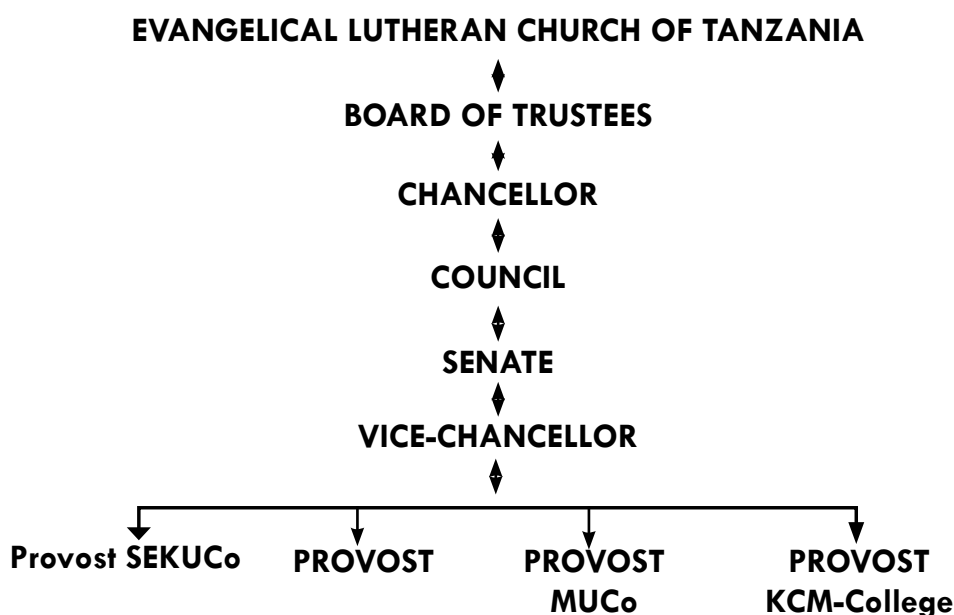 EVANGELICAL LUTHERAN CHURCH OF TANZANIA
BOARD OF TRUSTEES
CHANCELLOR
COUNCIL
SENATE
VICE-CHANCELLOR
Provost SEKUCo
PROVOST
PROVOST
MUCo
PROVOST
KCM-College